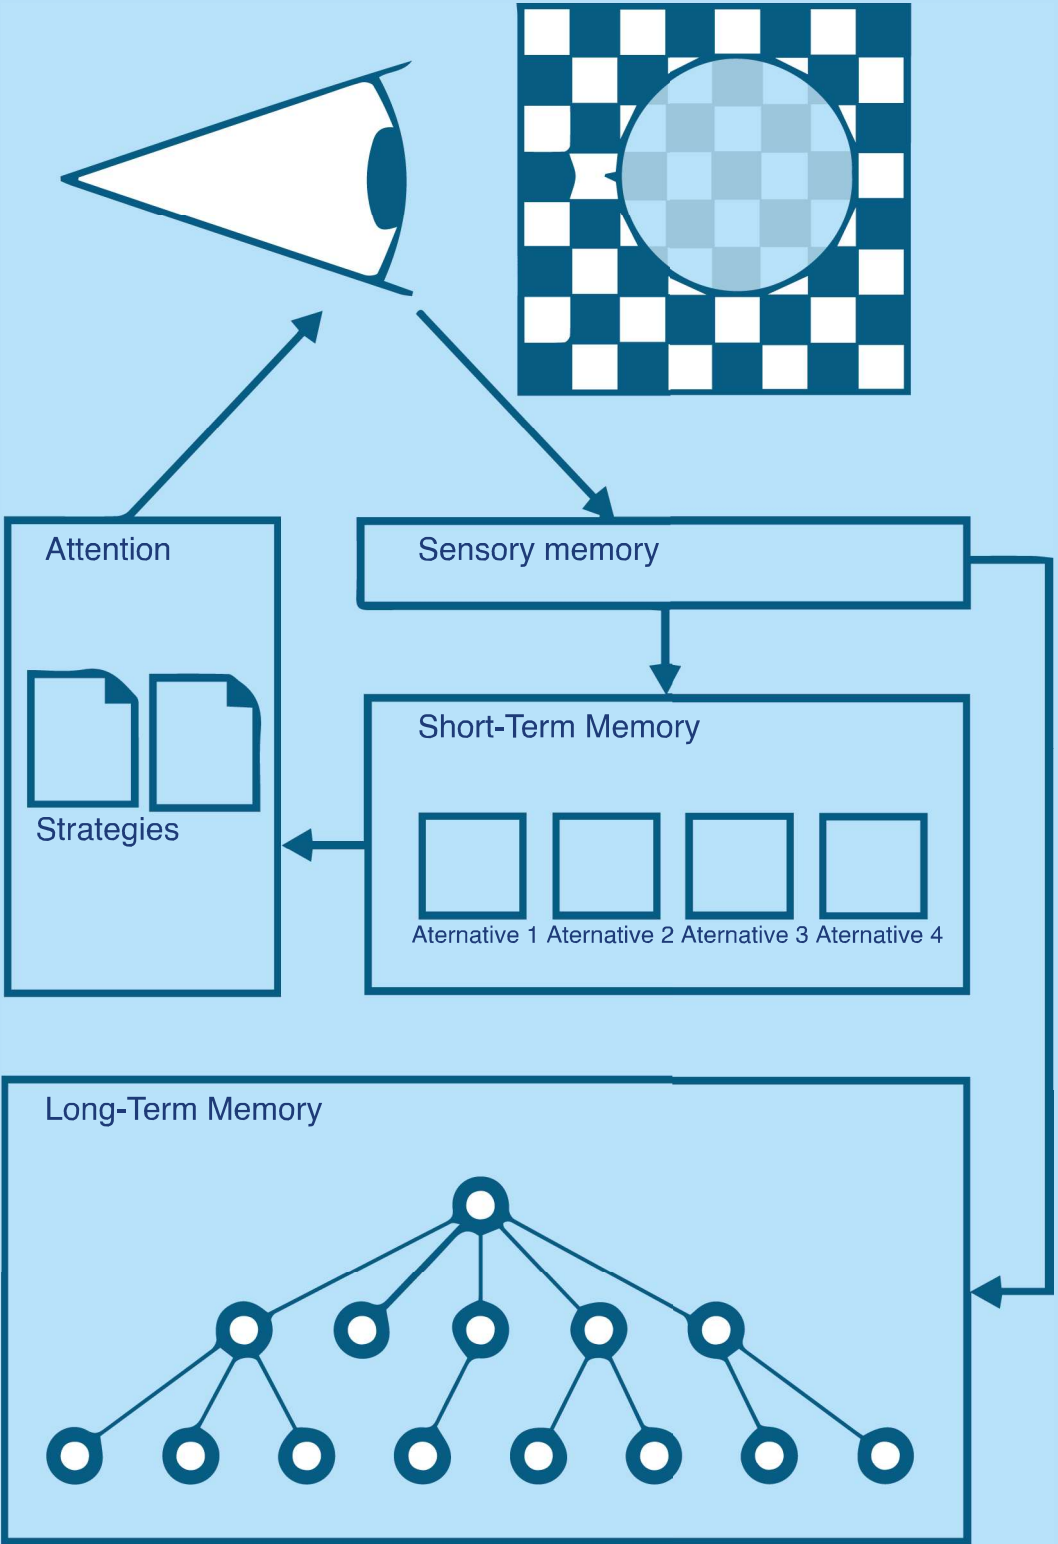 Attention
Sensory memory
Short-Term Memory
Strategies
Aternative 1 Aternative 2 Aternative 3 Aternative 4
Long-Term Memory